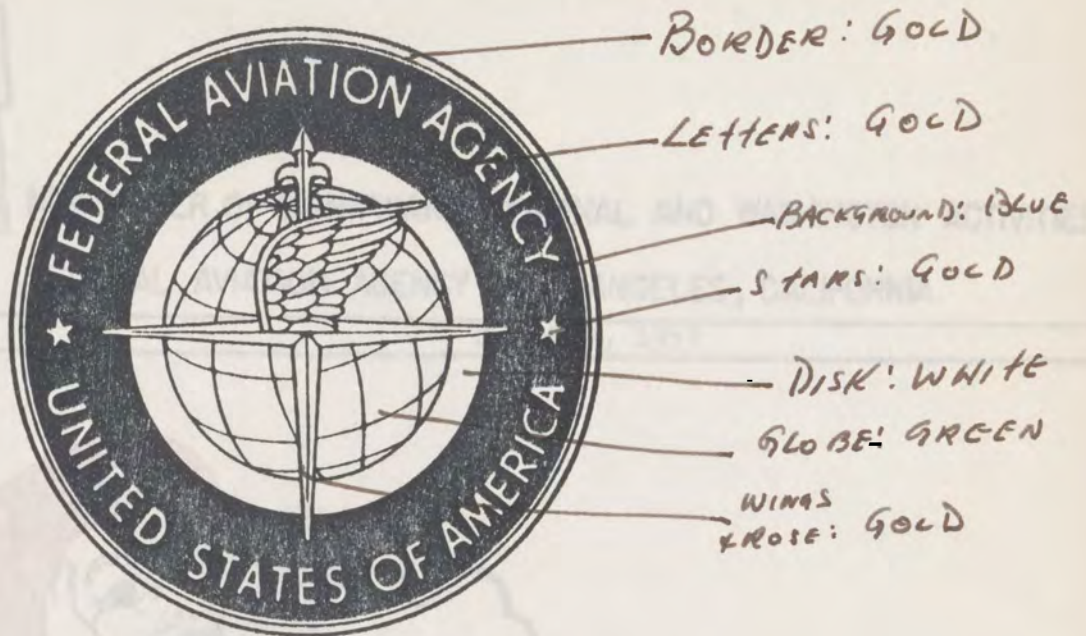 FEDERAL AVIATION AGENCY
UNITED STATES OF AMERICA
BORDER: GOLD
LETTERS: GOLD
BACKGROUND: BLUE
STARS: GOLD
DISK: WHITE
GLOBE: GREEN
WINGS
+ ROSE: GOLD